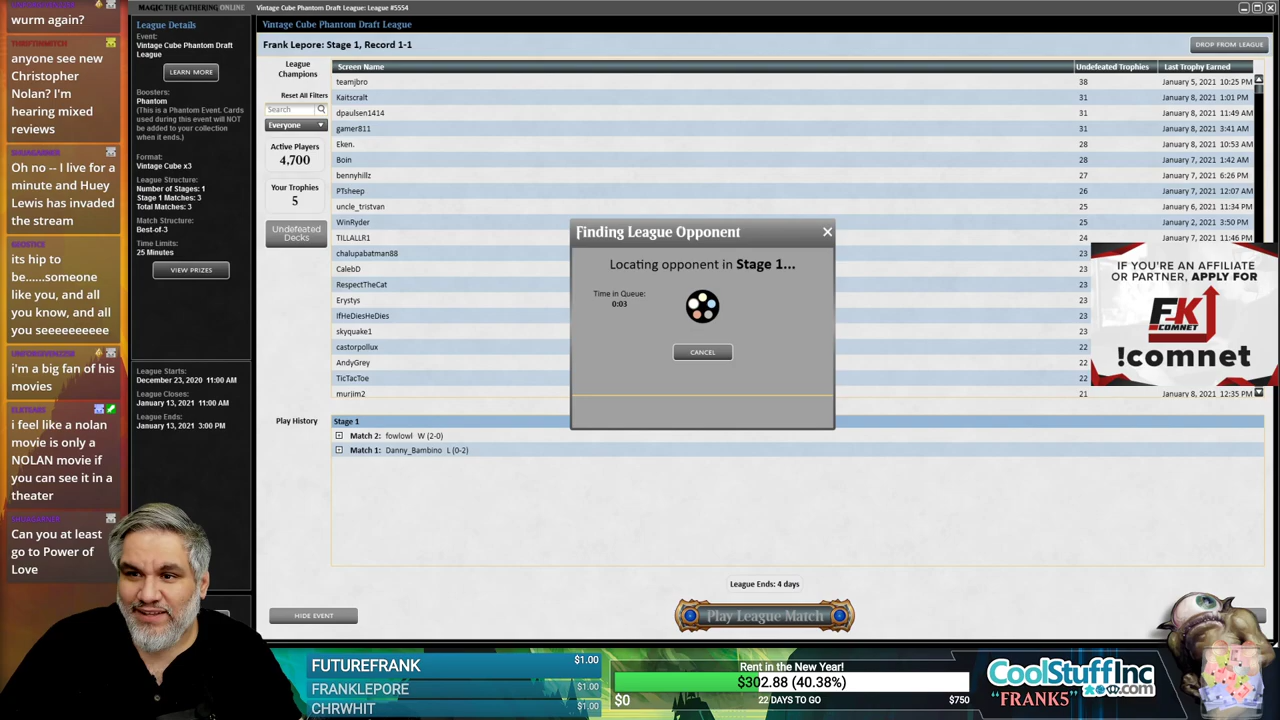 MAGIC THE GATHERING ONLINE
Vintage Cube Phantom Draft League: League #5554
wurm again?
THRIFTINMITCH
anyone see new
Christopher
Nolan? I'm
hearing mixed
reviews
Oh no -- I live for a
minute and Huey
Lewis has invaded
the stream
GEOSTICE
its hip to
be......someone
like you, and all
you know, and all
you seeeeeeeeee
i'm a big fan of his
movies
i feel like a nolan
movie is only a
NOLAN movie if
you can see it in a
theater
Can you at least
go to Power of
Love
League Details
Event:
Vintage Cube Phantom Draft
League
LEARN MORE
Boosters:
Phantom
(This is a Phantom Event. Cards
used during this event will NOT
be added to your collection
when it ends.)
Format:
Vintage Cube x3
League Structure:
Number of Stages: 1
Stage 1 Matches: 3
Total Matches: 3
Match Structure:
Best-of-3
Time Limits:
25 Minutes
VIEW PRIZES
League Starts:
December 23, 2020 11:00 AM
League Closes:
January 13, 2021 11:00 AM
League Ends:
January 13, 2021 3:00 PM
Vintage Cube Phantom Draft League
Frank Lepore: Stage 1, Record 1-1
DROP FROM LEAGUE
League
Champions
Reset All Filters
Search
Everyone
Active Players
4,700
Your Trophies
5
Undefeated
Decks
Screen Name Undefeated Trophies Last Trophy Earned
teamjbro 38 January 5, 2021 10:25 PM
Kaitscralt 31 January 8, 2021 1:01 PM
dpaulsen1414 31 January 8, 2021 11:49 AM
gamer811 31 January 8, 2021 3:41 AM
Eken. 28 January 8, 2021 10:53 AM
Boin 28 January 7, 2021 1:42 AM
bennyhillz 27 January 7, 2021 6:26 PM
PTsheep 26 January 7, 2021 12:07 AM
uncle_tristvan 25 January 6, 2021 11:34 PM
WinRyder 25 January 2, 2021 3:50 PM
TILLALLR1 24 January 7, 2021 11:46 PM
chalupabatman88
CalebD 23
RespectTheCat 23
Erystys 23
IfHeDiesHeDies 23
skyquake1 23
castorpollux 22
AndyGrey 22
TicTacToe 22
murjim2 21 January 8, 2021 12:35 PM
Finding League Opponent
Locating opponent in Stage 1...
Time in Queue:
0:03
CANCEL
IF YOU'RE AN AFFILIATE
OR PARTNER, APPLY FOR
COMNET
!comnet
Play History
Stage 1
Match 2: fowlowl W (2-0)
Match 1: Danny_Bambino L (0-2)
League Ends: 4 days
HIDE EVENT
Play League Match
FUTUREFRANK $1.00
FRANKLEPORE $1.00
CHRWHIT $1.00
Rent in the New Year!
$302.88 (40.38%)
$0 22 DAYS TO GO $750
CoolStuffInc
.com
"FRANK5"